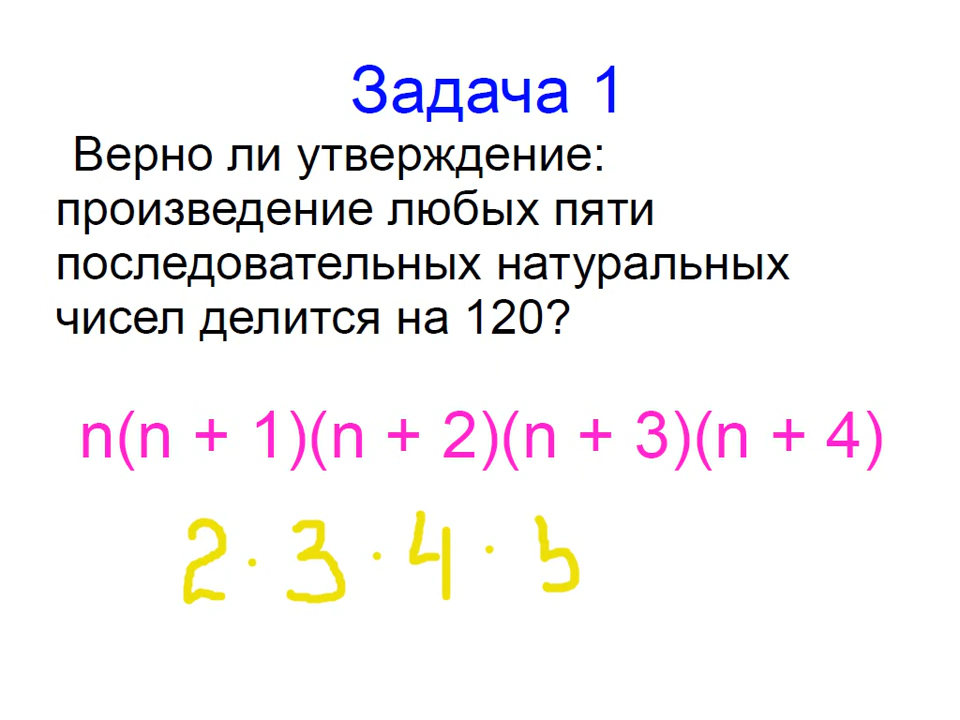 Задача 1
Верно ли утверждение:
произведение любых пяти
последовательных натуральных
чисел делится на 120?
n(n + 1)(n + 2)(n + 3)(n + 4)
2 · 3 · 4 · 5